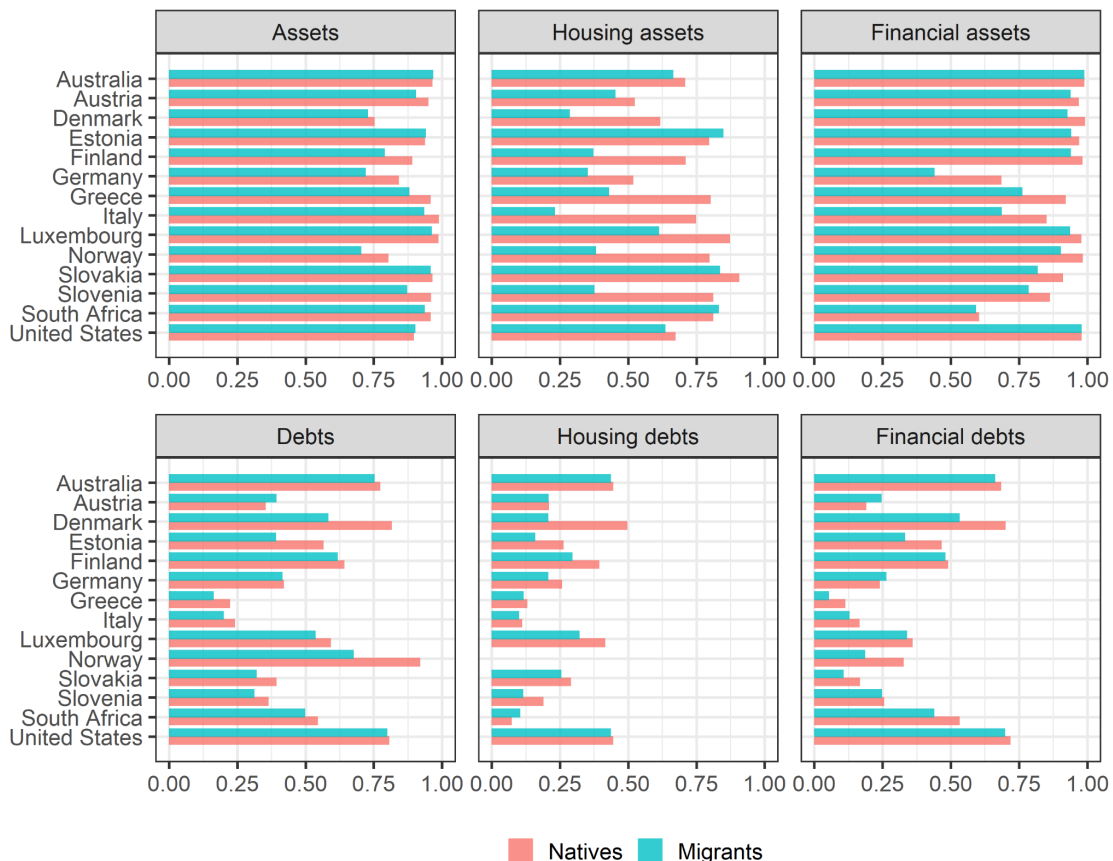 Assets Housing assets Financial assets
Australia
Austria
Denmark
Estonia
Finland
Germany
Greece
Italy
Luxembourg
Norway
Slovakia
Slovenia
South Africa
United States
0.00 0.25 0.50 0.75 1.00 0.00 0.25 0.50 0.75 1.00 0.00 0.25 0.50 0.75 1.00
Debts Housing debts Financial debts
Australia
Austria
Denmark
Estonia
Finland
Germany
Greece
Italy
Luxembourg
Norway
Slovakia
Slovenia
South Africa
United States
0.00 0.25 0.50 0.75 1.00 0.00 0.25 0.50 0.75 1.00 0.00 0.25 0.50 0.75 1.00
Natives Migrants